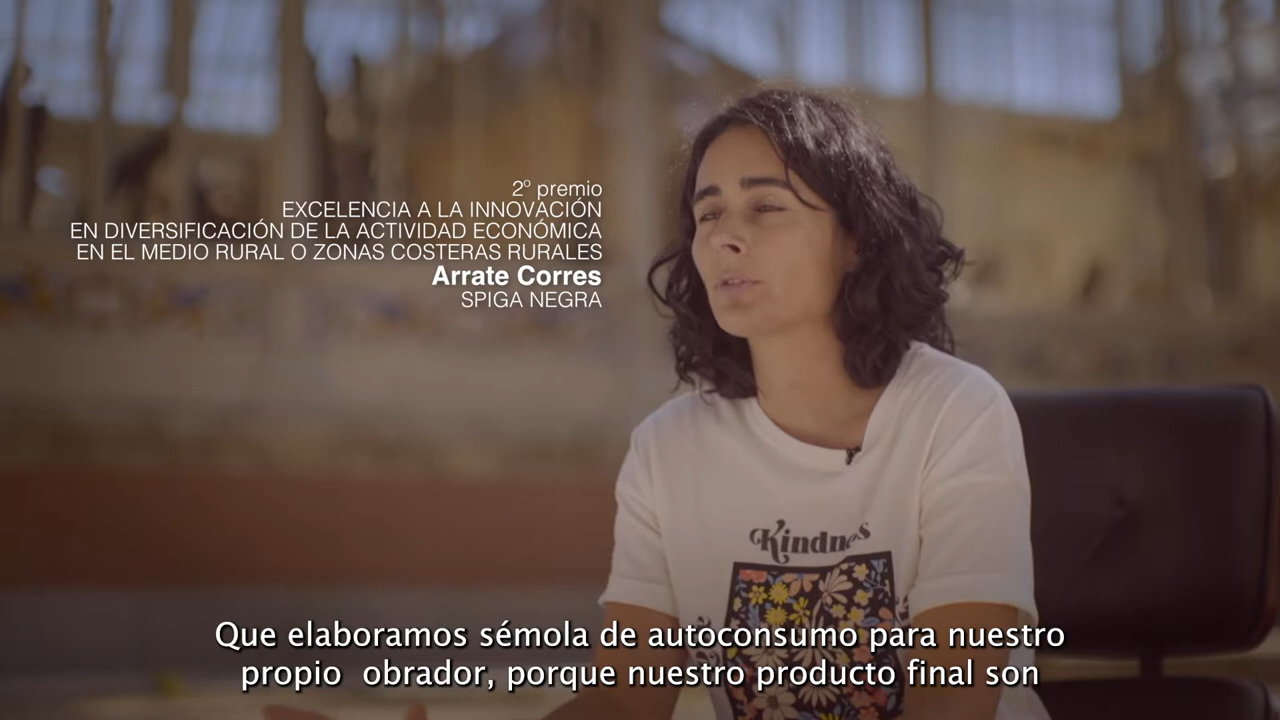 2º premio
EXCELENCIA A LA INNOVACIÓN
EN DIVERSIFICACIÓN DE LA ACTIVIDAD ECONÓMICA
EN EL MEDIO RURAL O ZONAS COSTERAS RURALES
Arrate Corres
SPIGA NEGRA
Kindness
Que elaboramos sémola de autoconsumo para nuestro
propio obrador, porque nuestro producto final son